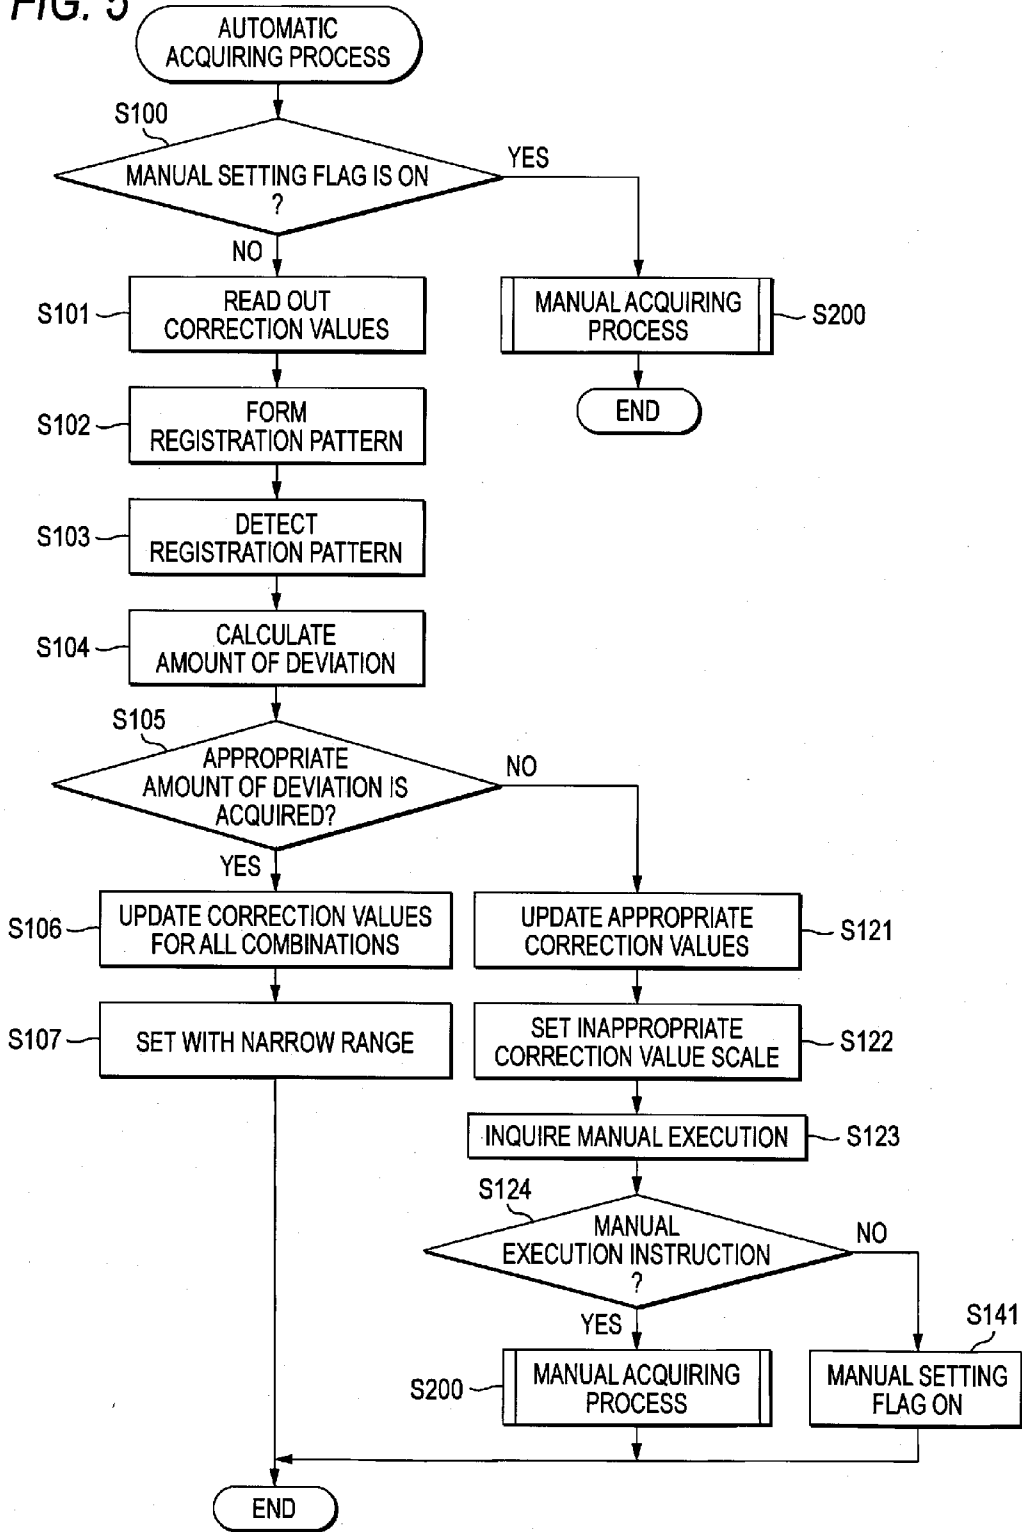 FIG. 5
AUTOMATIC
ACQUIRING PROCESS
S100
MANUAL SETTING FLAG IS ON
?
YES
NO
S101
READ OUT
CORRECTION VALUES
MANUAL ACQUIRING
PROCESS
S200
END
S102
FORM
REGISTRATION PATTERN
S103
DETECT
REGISTRATION PATTERN
S104
CALCULATE
AMOUNT OF DEVIATION
S105
APPROPRIATE
AMOUNT OF DEVIATION IS
ACQUIRED?
NO
YES
S106
UPDATE CORRECTION VALUES
FOR ALL COMBINATIONS
UPDATE APPROPRIATE
CORRECTION VALUES
S121
S107
SET WITH NARROW RANGE
SET INAPPROPRIATE
CORRECTION VALUE SCALE
S122
INQUIRE MANUAL EXECUTION
S123
S124
MANUAL
EXECUTION INSTRUCTION
?
NO
YES
S141
S200
MANUAL ACQUIRING
PROCESS
MANUAL SETTING
FLAG ON
END